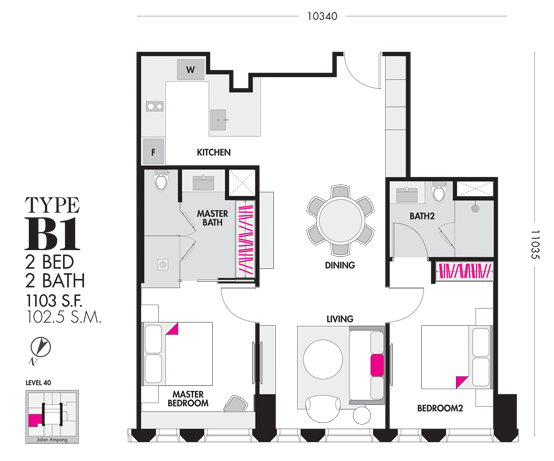 10340
W
F
KITCHEN
TYPE
B1
2 BED
2 BATH
1103 S.F.
102.5 S.M.
N
LEVEL 40
Jalan Ampang
MASTER
BATH
BATH2
DINING
11035
LIVING
MASTER
BEDROOM
BEDROOM2